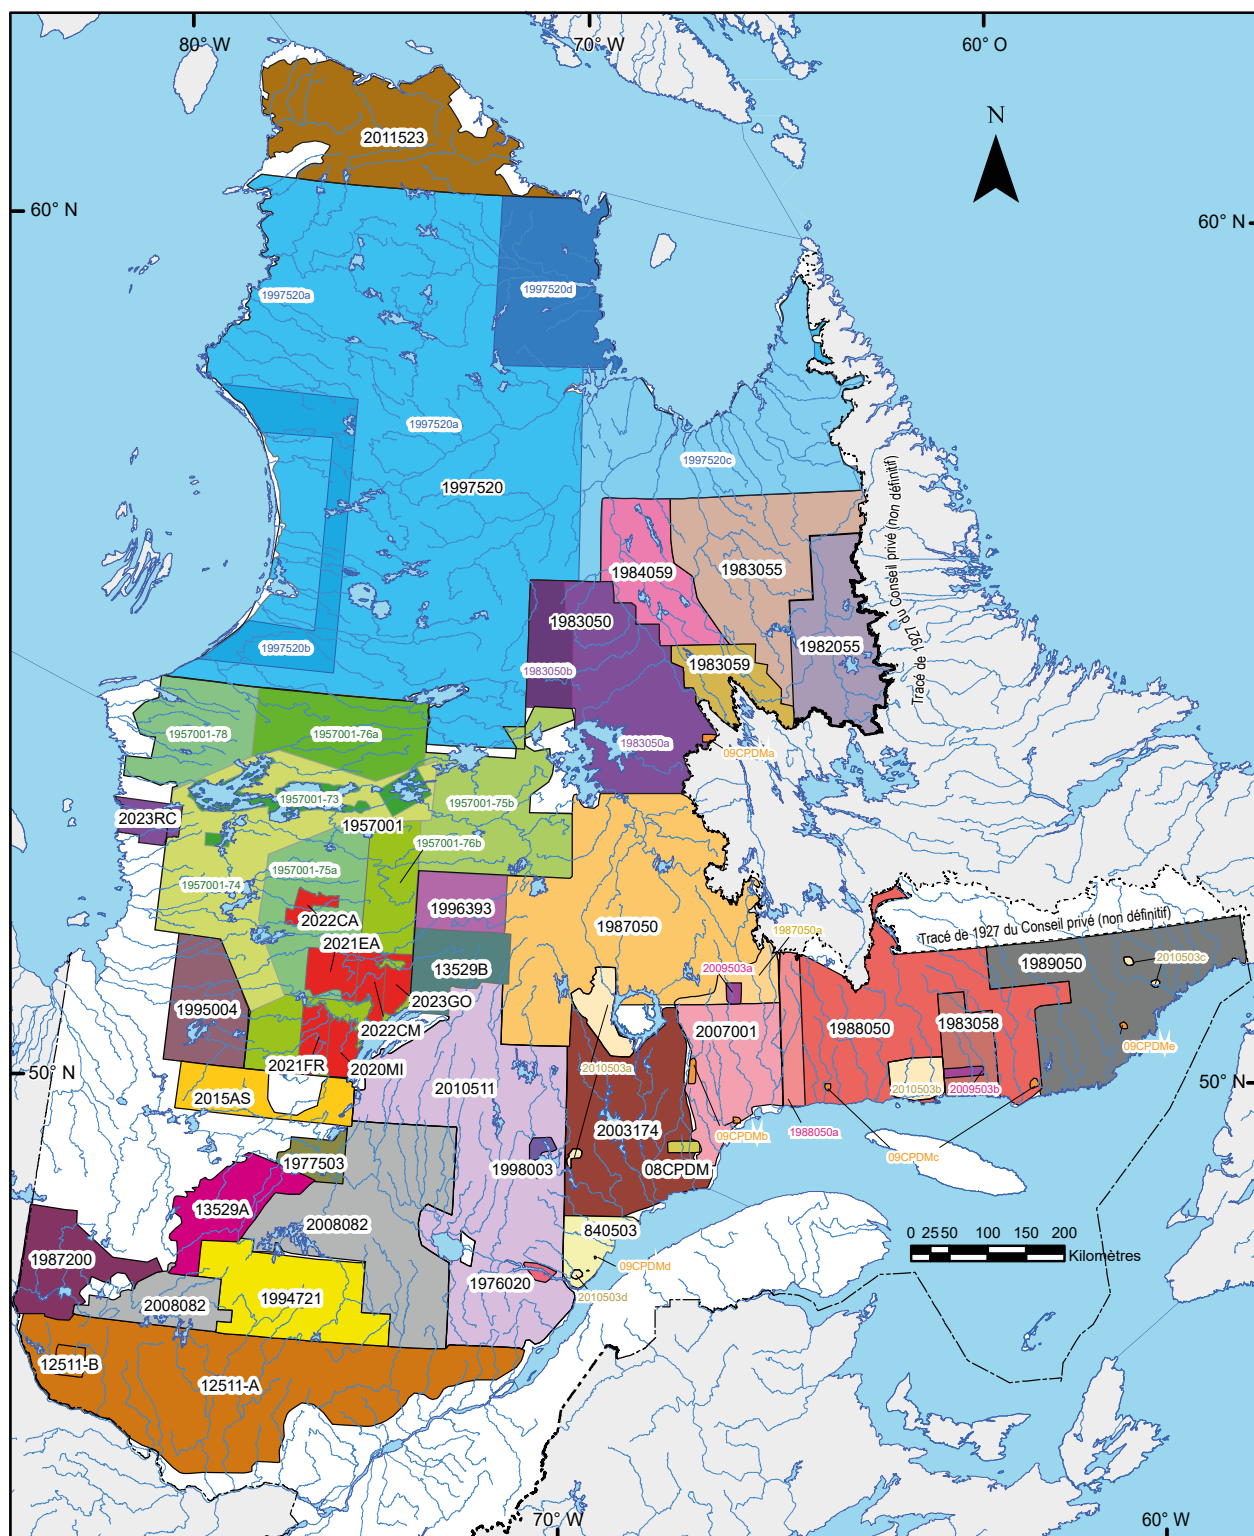 80° W
70° W
60° O
N
2011523
60° N
60° N
1997520a
1997520d
1997520a
1997520c
1997520
Tracé de 1927 du Conseil privé (non définitif)
1984059
1983055
1983050
1997520b
1983050b
1983059
1982055
1957001-78
1957001-76a
1983050a
09CPDMa
1957001-73
1957001-75b
2023RC
1957001
1957001-76b
1957001-75a
1957001-74
2022CA
1996393
1987050
1987050a
Tracé de 1927 du Conseil privé (non définitif)
2021EA
13529B
2009503a
1989050
2010503c
1995004
2023GO
2022CM
2007001
1988050
1983058
09CPDMe
2021FR
2020MI
2010503a
50° N
2010511
2010503b
2009503b
50° N
2015AS
1988050a
2003174
09CPDMb
1977503
1998003
08CPDM
09CPDMc
13529A
2008082
840503
0 25 50 100 150 200
Kilomètres
1987200
09CPDMd
1976020
2008082
1994721
2010503d
12511-B
12511-A
70° W
60° W